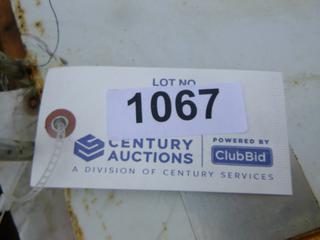 LOT NO
1067
CENTURY
AUCTIONS
POWERED BY
ClubBid
A DIVISION OF CENTURY SERVICES